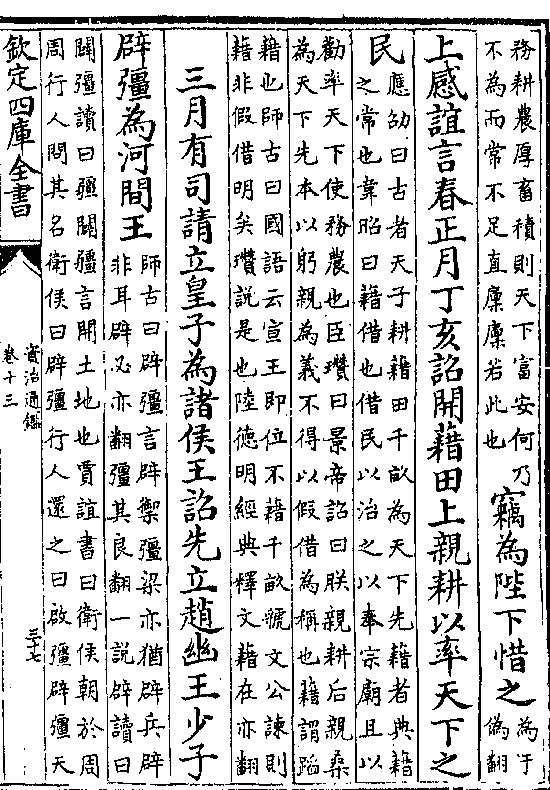 務耕農厚畜積則天下富安何乃
不為而常不足直廩廩若此也
竊為陛下惜之
為于
偽翻
上感誼言春正月丁亥詔開藉田上親耕以率天下之
民
應劭曰古者天子耕藉田千畝為天下先藉者典藉
之常也韋昭曰藉借也借民以治之以奉宗廟且以
勸率天下使務農也臣瓚曰景帝詔曰朕親耕后親桑
為天下先本以躬親為義不得以假借為稱也藉謂蹈
藉也師古曰國語云宣王即位不藉千畝虢文公諫則
藉非假借明矣瓚說是也陸德明經典釋文藉在亦翻
三月有司請立皇子為諸侯王詔先立趙幽王少子
辟彊為河間王
師古曰辟彊言辟禦彊梁亦猶辟兵辟
非耳辟必亦翻彊其良翻一說辟讀曰
闢彊讀曰疆闢疆言開土地也賈誼書曰衛侯朝於周
周行人問其名衛侯曰辟彊行人還之曰啟彊辟彊天
欽定四庫全書
資治通鑑
卷十三
三十七